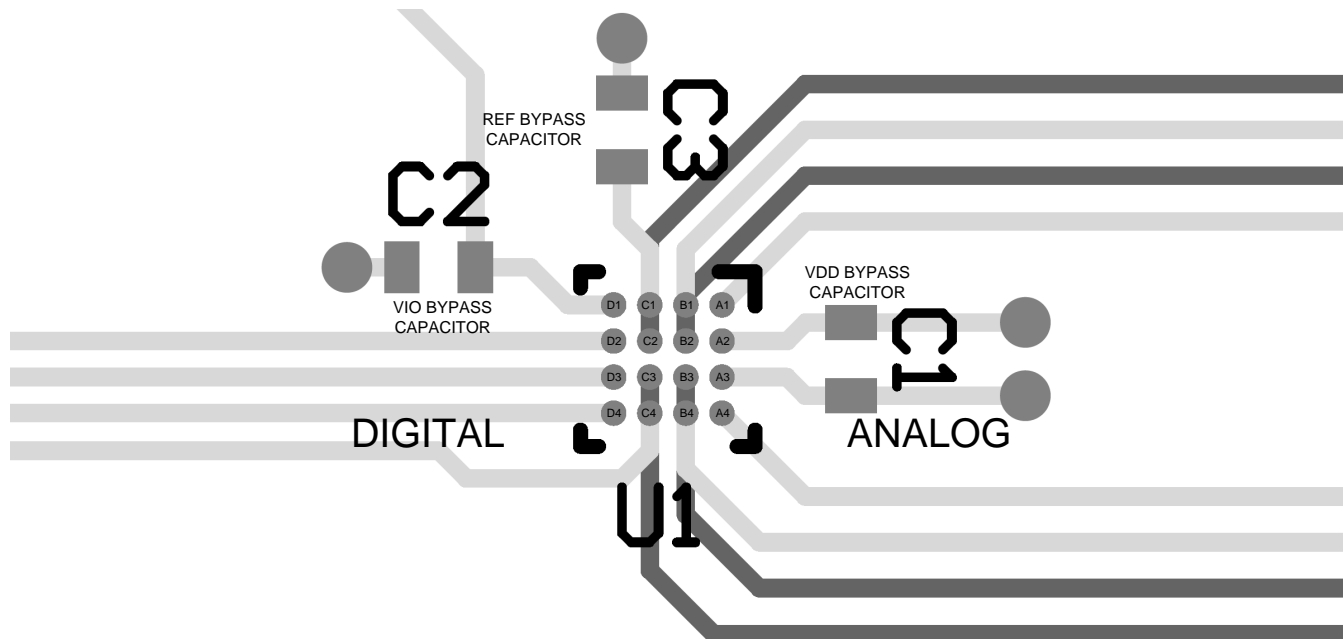 C3
REF BYPASS
CAPACITOR
C2
VIO BYPASS
CAPACITOR
VDD BYPASS
CAPACITOR
C1
D1 C1 B1 A1
D2 C2 B2 A2
D3 C3 B3 A3
D4 C4 B4 A4
DIGITAL
ANALOG
U1